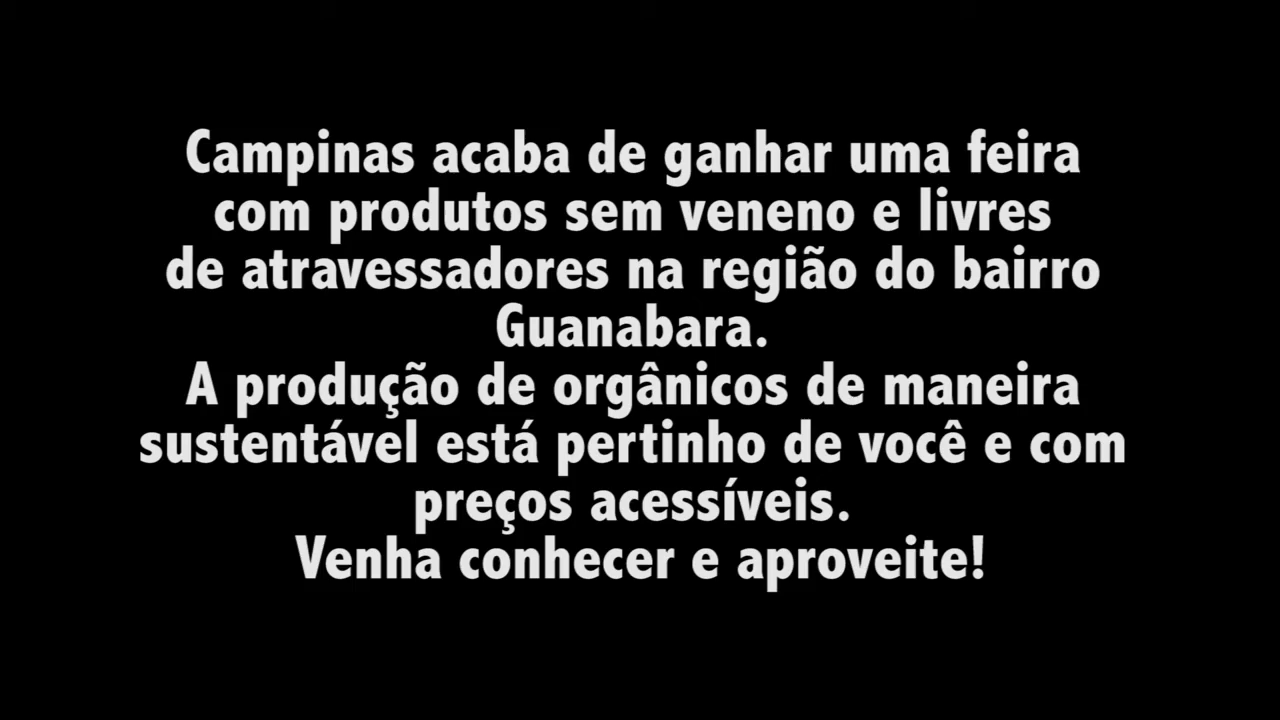 Campinas acaba de ganhar uma feira
com produtos sem veneno e livres
de atravessadores na região do bairro
Guanabara.
A produção de orgânicos de maneira
sustentável está pertinho de você e com
preços acessíveis.
Venha conhecer e aproveite!